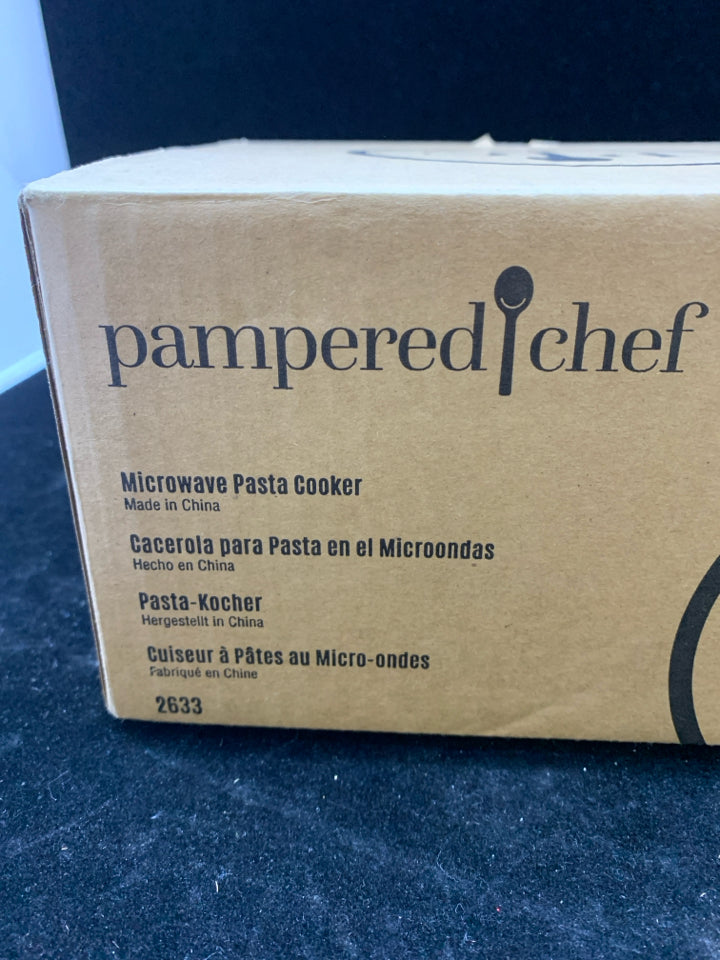 pampered chef
Microwave Pasta Cooker
Made in China
Cacerola para Pasta en el Microondas
Hecho en China
Pasta-Kocher
Hergestellt in China
Cuiseur à Pâtes au Micro-ondes
Fabriqué en Chine
2633